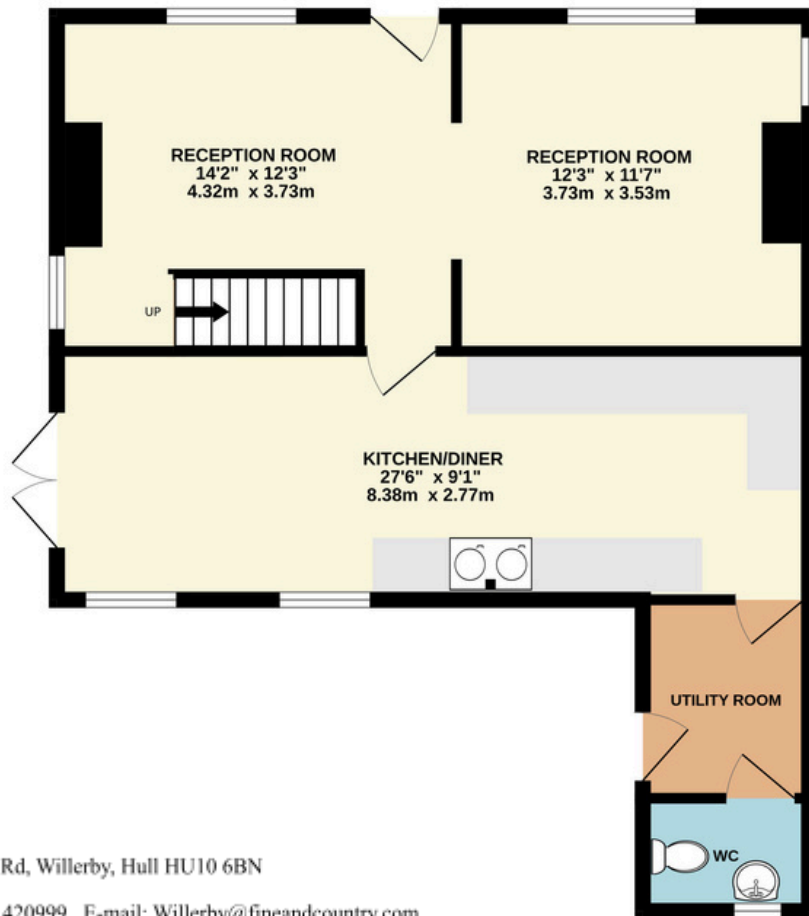 RECEPTION ROOM
14'2" x 12'3"
4.32m x 3.73m
RECEPTION ROOM
12'3" x 11'7"
3.73m x 3.53m
UP
KITCHEN/DINER
27'6" x 9'1"
8.38m x 2.77m
UTILITY ROOM
WC
Rd, Willerby, Hull HU10 6BN
420999 E-mail: Willerby@fineandcountry.com